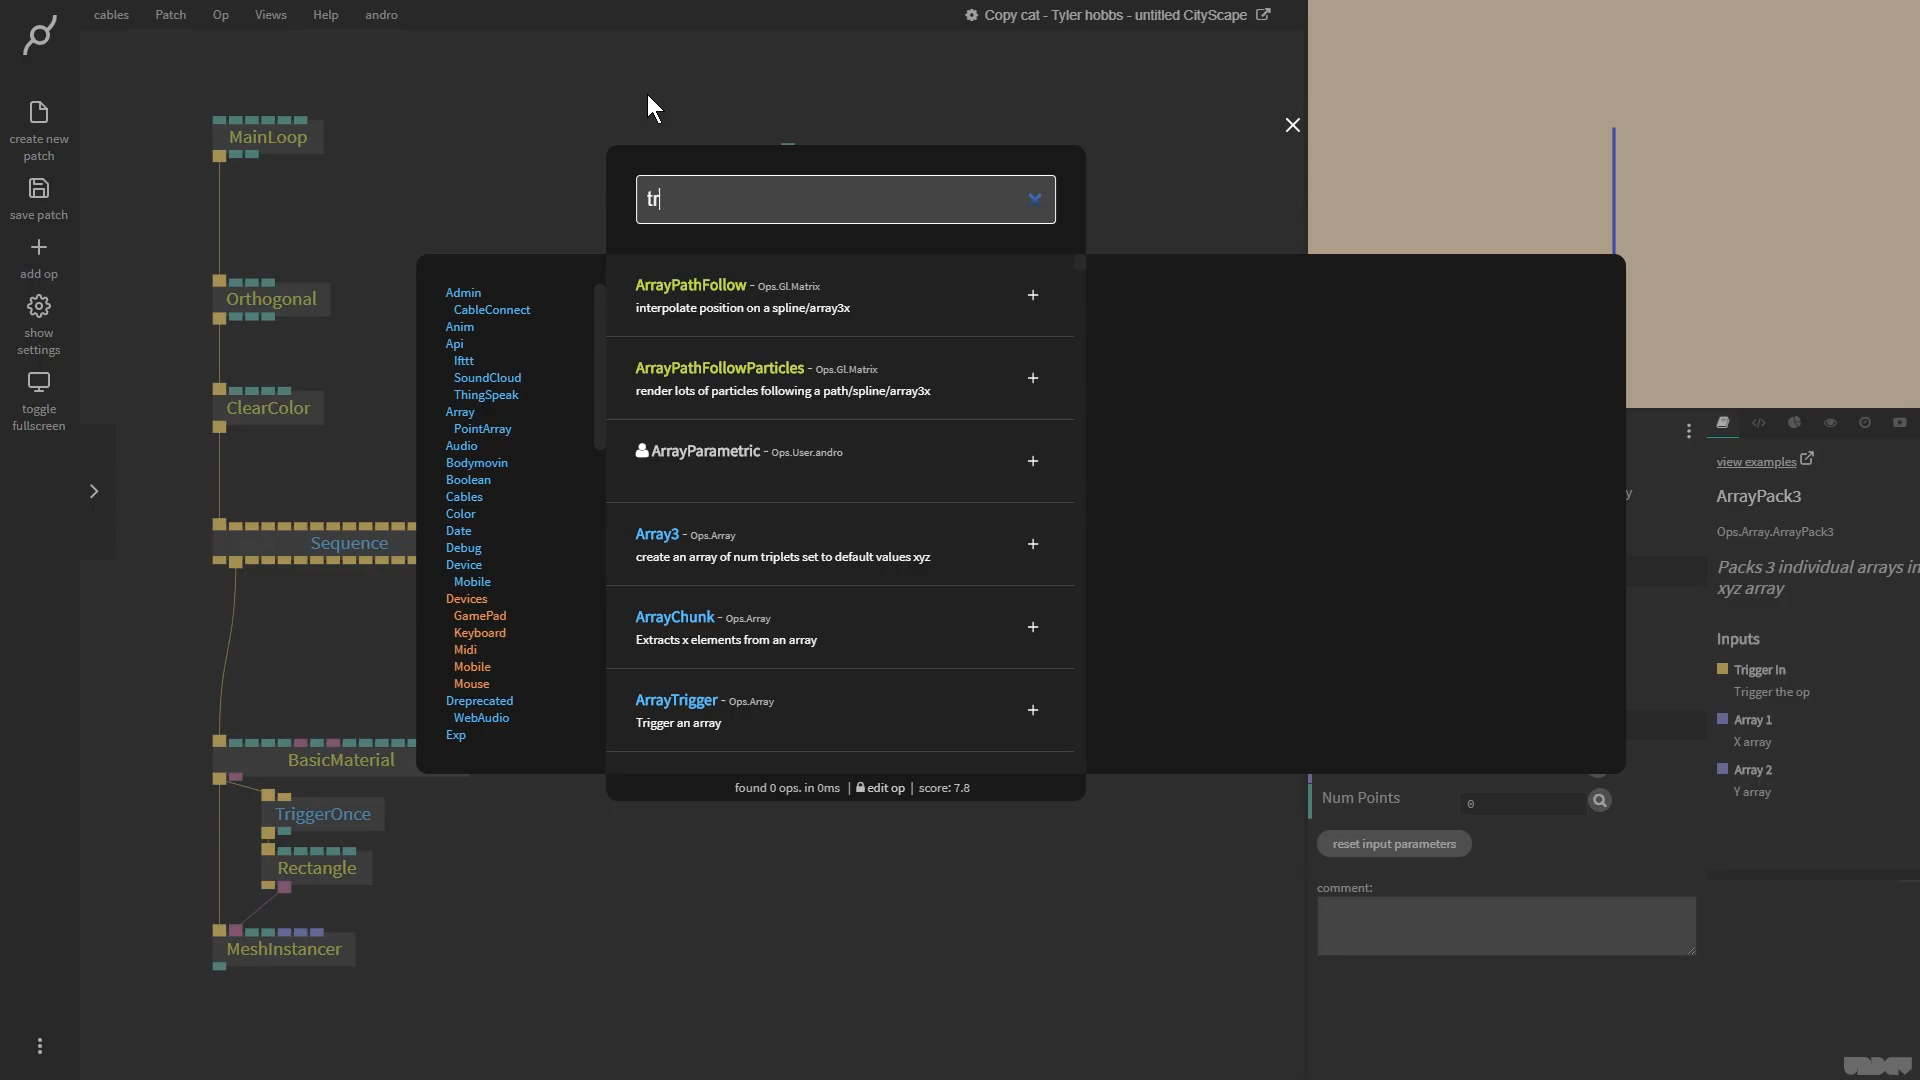 cables
Patch
Op
Views
Help
andro
Copy cat - Tyler hobbs - untitled CityScape
create new
patch
save patch
add op
show
settings
toggle
fullscreen
MainLoop
Orthogonal
ClearColor
Sequence
BasicMaterial
TriggerOnce
Rectangle
MeshInstancer
tr
Admin
CableConnect
Anim
Api
Ifttt
SoundCloud
ThingSpeak
Array
PointArray
Audio
Bodymovin
Boolean
Cables
Color
Date
Debug
Device
Mobile
Devices
GamePad
Keyboard
Midi
Mobile
Mouse
Dreprecated
WebAudio
Exp
ArrayPathFollow - Ops.Gl.Matrix
interpolate position on a spline/array3x
ArrayPathFollowParticles - Ops.Gl.Matrix
render lots of particles following a path/spline/array3x
ArrayParametric - Ops.User.andro
Array3 - Ops.Array
create an array of num triplets set to default values xyz
ArrayChunk - Ops.Array
Extracts x elements from an array
ArrayTrigger - Ops.Array
Trigger an array
found 0 ops. in 0ms | edit op | score: 7.8
y
Num Points
0
reset input parameters
comment:
view examples
ArrayPack3
Ops.Array.ArrayPack3
Packs 3 individual arrays in
xyz array
Inputs
Trigger In
Trigger the op
Array 1
X array
Array 2
Y array